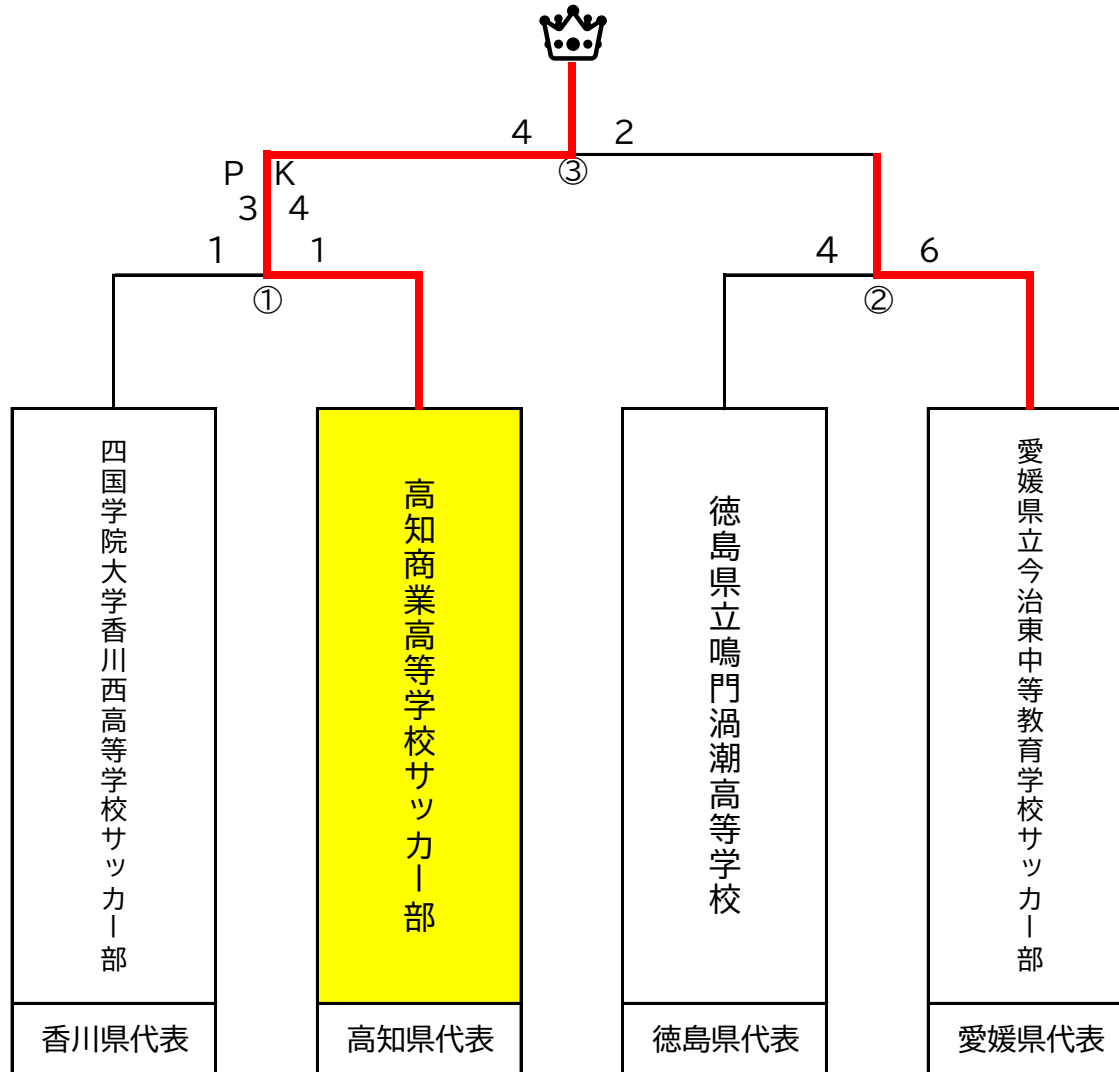 4 2
③
P K
3 4
1 1
①
4 6
②
四国学院大学香川西高等学校サッカー部
高知商業高等学校サッカー部
徳島県立鳴門渦潮高等学校
愛媛県立今治東中等教育学校サッカー部
香川県代表
高知県代表
徳島県代表
愛媛県代表